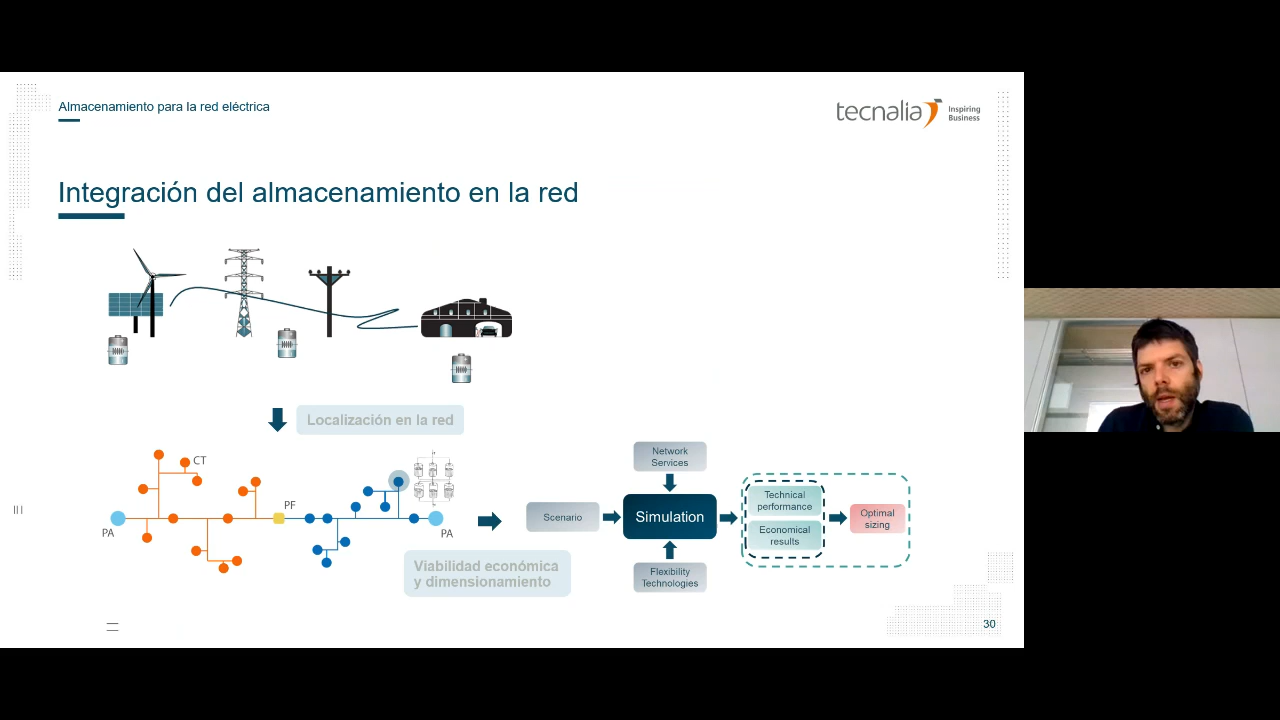 Almacenamiento para la red eléctrica
tecnalia
Inspiring
Business
Integración del almacenamiento en la red
Localización en la red
CT
PF
PA
PA
Viabilidad económica
y dimensionamiento
Network
Services
Scenario
Simulation
Flexibility
Technologies
Technical
performance
Economical
results
Optimal
sizing
30